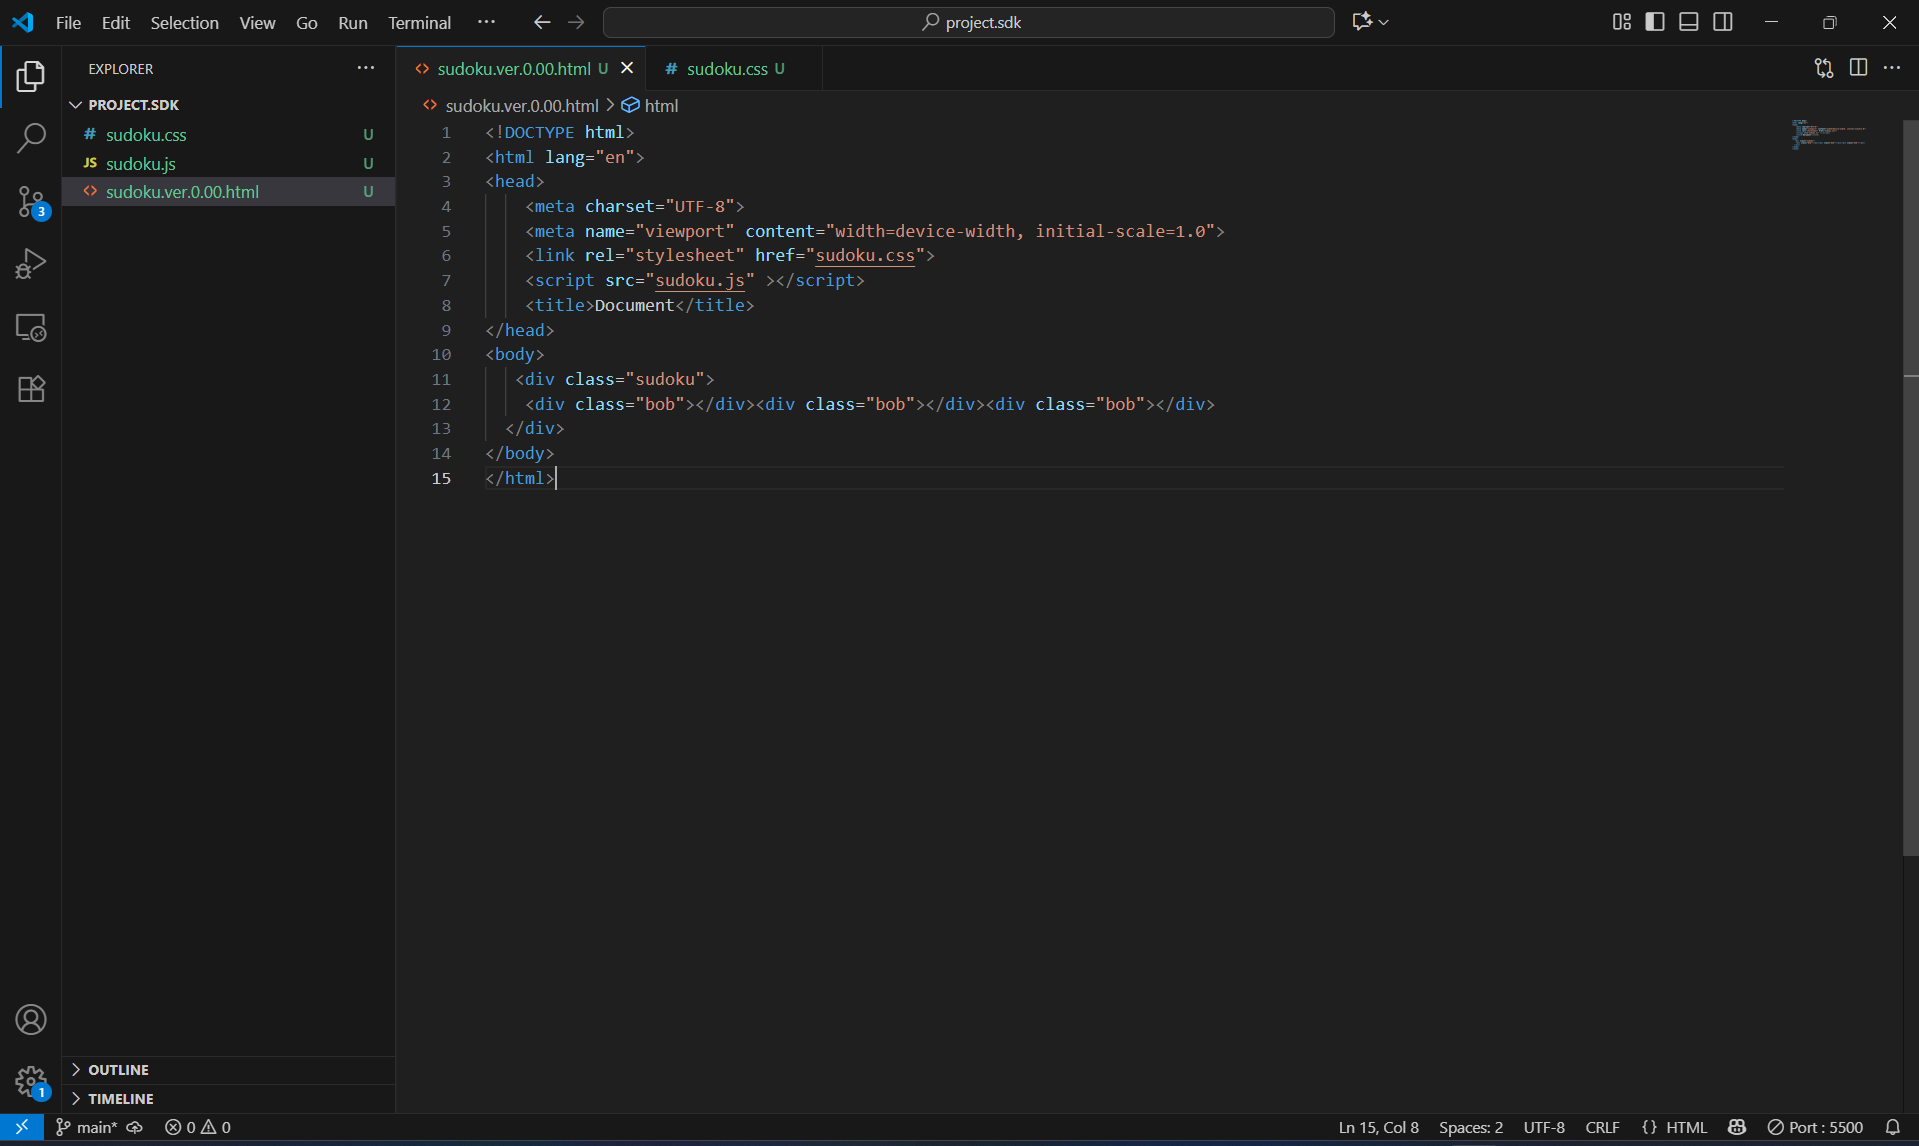 File Edit Selection View Go Run Terminal ··· project.sdk
EXPLORER ···
PROJECT.SDK
# sudoku.css U
JS sudoku.js U
<> sudoku.ver.0.00.html U
OUTLINE
TIMELINE
<> sudoku.ver.0.00.html U # sudoku.css U
<> sudoku.ver.0.00.html > html
1 <!DOCTYPE html>
2 <html lang="en">
3 <head>
4 <meta charset="UTF-8">
5 <meta name="viewport" content="width=device-width, initial-scale=1.0">
6 <link rel="stylesheet" href="sudoku.css">
7 <script src="sudoku.js" ></script>
8 <title>Document</title>
9 </head>
10 <body>
11 <div class="sudoku">
12 <div class="bob"></div><div class="bob"></div><div class="bob"></div>
13 </div>
14 </body>
15 </html>
3
1
main* 0 0 Ln 15, Col 8 Spaces: 2 UTF-8 CRLF {} HTML Port : 5500